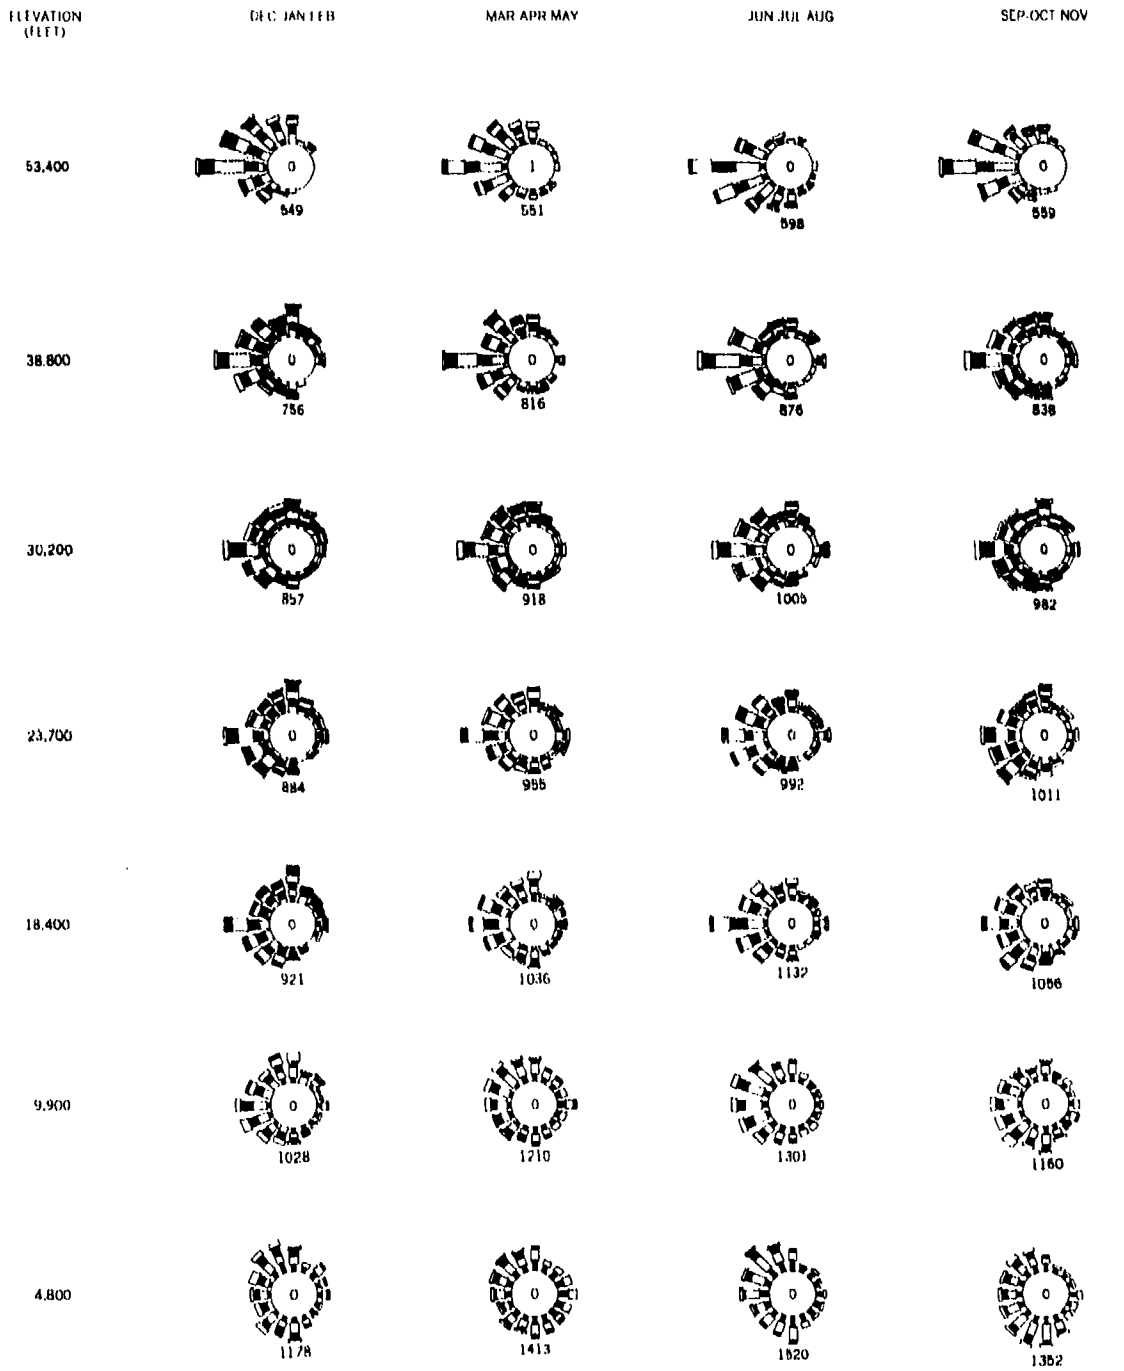 ELEVATION DEC JAN FEB MAR APR MAY JUN JUL AUG SEP-OCT NOV
(FEET)
53,400 0 1 0 0
549 551 598 559
38,800 0 0 0 0
756 816 876 838
30,200 0 0 0 0
857 918 1005 982
23,700 0 0 0 0
884 955 992 1011
18,400 0 0 0 0
921 1036 1132 1056
9,900 0 0 0 0
1028 1210 1301 1160
4,800 0 0 0 0
1178 1413 1520 1352